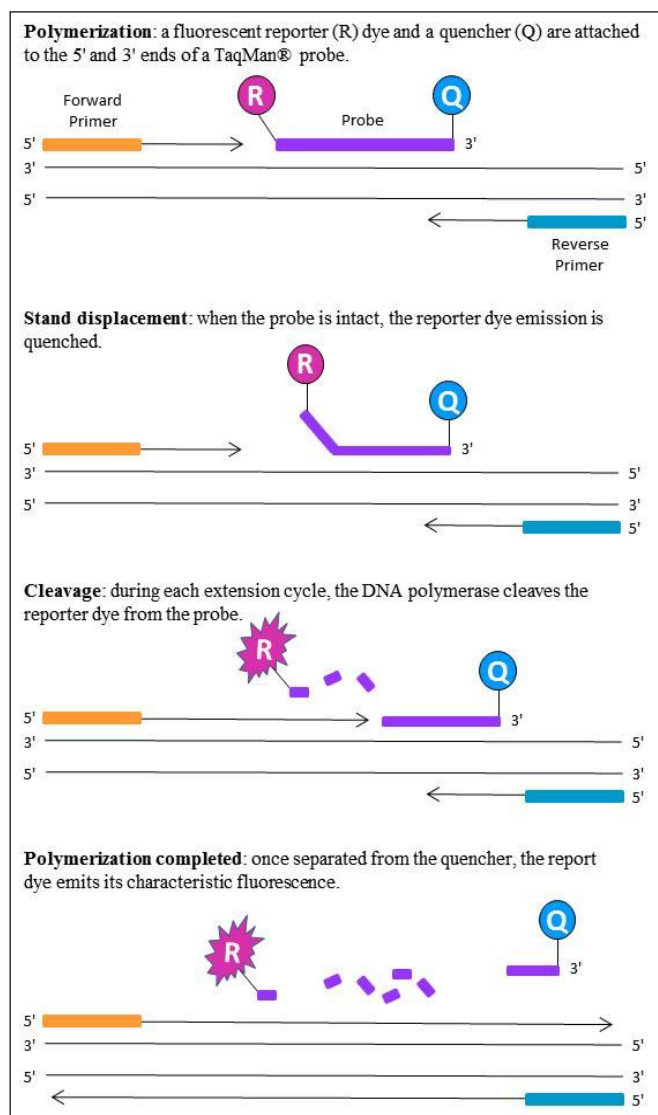 Polymerization: a fluorescent reporter (R) dye and a quencher (Q) are attached
to the 5' and 3' ends of a TaqMan® probe.
R
Q
Forward
Primer
Probe
5'
3'
3'
5'
5'
3'
5'
Reverse
Primer
Stand displacement: when the probe is intact, the reporter dye emission is
quenched.
R
Q
5'
3'
3'
5'
5'
3'
5'
Cleavage: during each extension cycle, the DNA polymerase cleaves the
reporter dye from the probe.
R
Q
5'
3'
3'
5'
5'
3'
5'
Polymerization completed: once separated from the quencher, the report
dye emits its characteristic fluorescence.
R
Q
3'
5'
3'
5'
5'
3'
5'